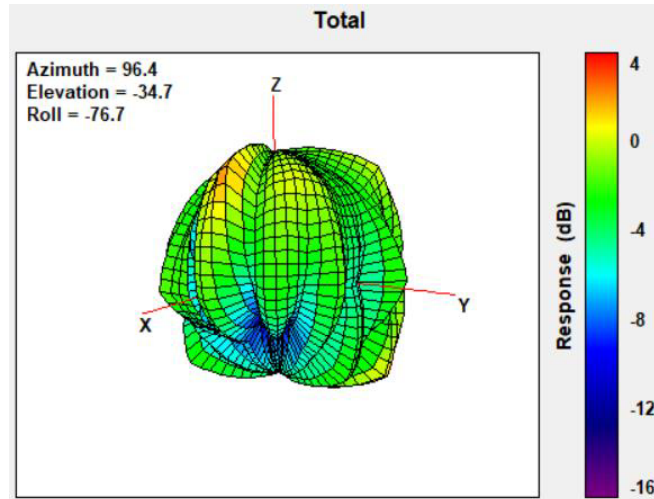 Total
Azimuth = 96.4
Elevation = -34.7
Roll = -76.7
Z
X
Y
4
0
-4
-8
-12
-16
Response (dB)